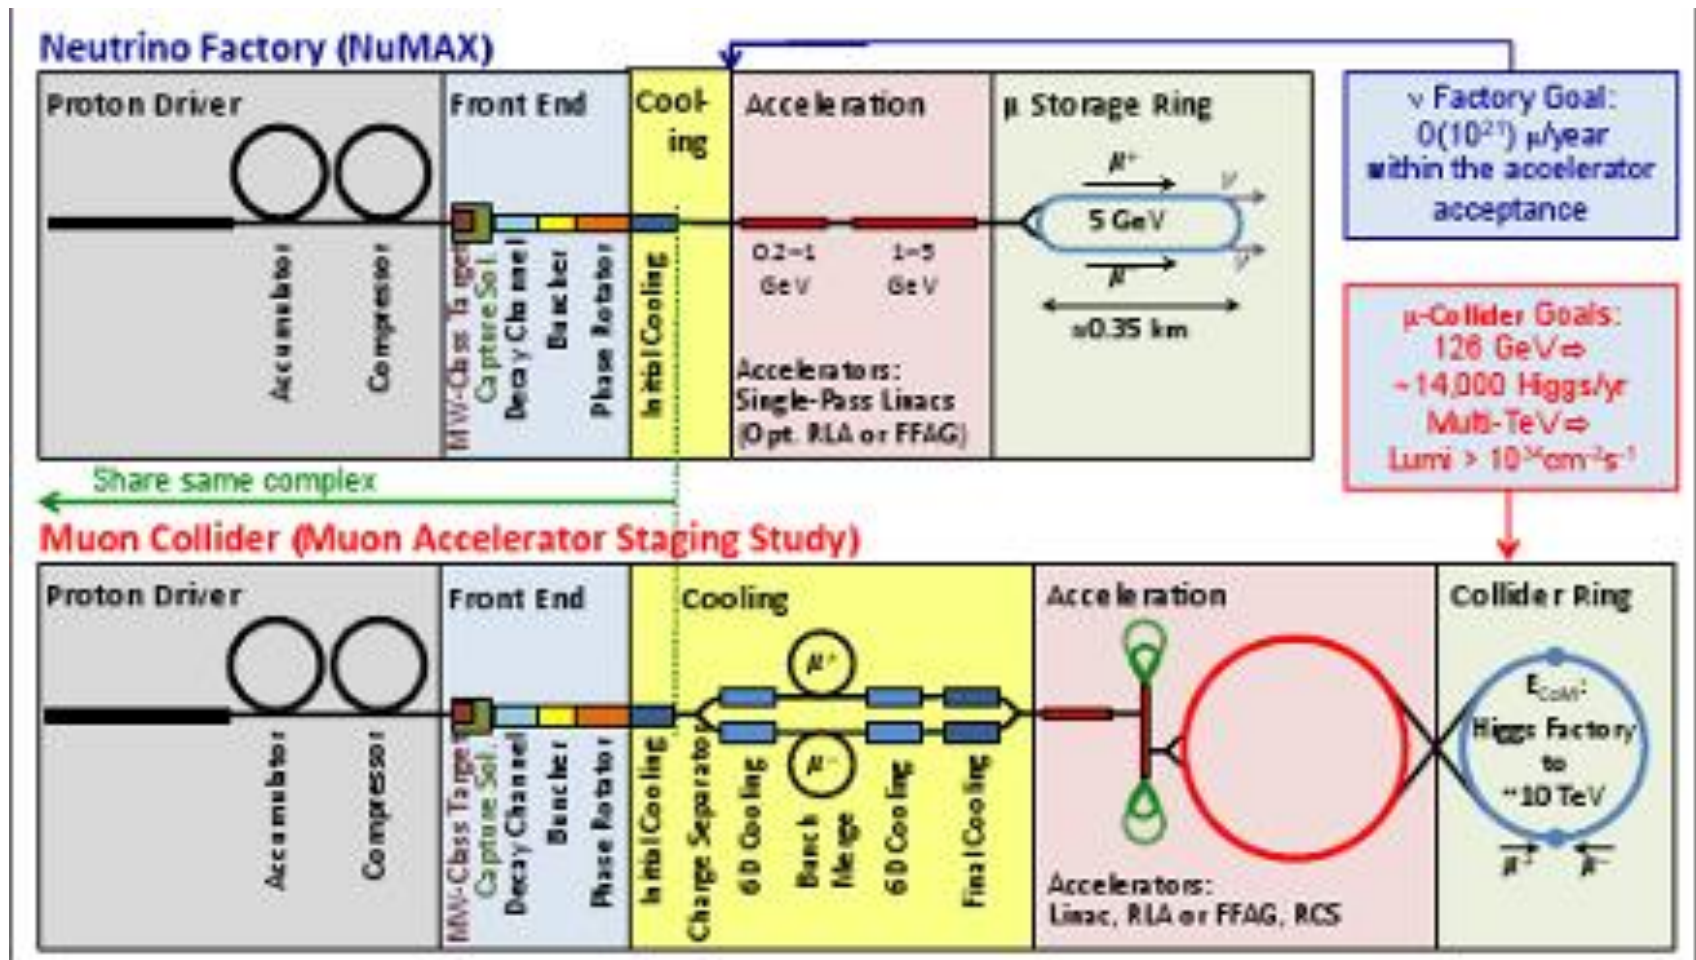 Neutrino Factory (NuMAX)
Proton Driver
Front End
Cool-
ing
Acceleration
μ Storage Ring
ν Factory Goal:
O(10²¹) μ/year
within the accelerator
acceptance
μ⁺
ν
5 GeV
μ⁻
ν
≈0.35 km
0.2–1
GeV
1–5
GeV
Accelerators:
Single-Pass Linacs
(Opt. RLA or FFAG)
Accumulator
Compressor
MW-Class Target
Capture Sol.
Decay Channel
Buncher
Phase Rotator
Initial Cooling
μ-Collider Goals:
126 GeV ⇨
~14,000 Higgs/yr
Multi-TeV ⇨
Lumi > 10³⁴cm⁻²s⁻¹
Share same complex
Muon Collider (Muon Accelerator Staging Study)
Proton Driver
Front End
Cooling
Acceleration
Collider Ring
Accumulator
Compressor
MW-Class Target
Capture Sol.
Decay Channel
Buncher
Phase Rotator
Initial Cooling
Charge Separator
6D Cooling
μ⁺
μ⁻
Bunch
Merge
6D Cooling
Final Cooling
Accelerators:
Linac, RLA or FFAG, RCS
E_CoM:
Higgs Factory
to
~10 TeV
μ⁺
μ⁻